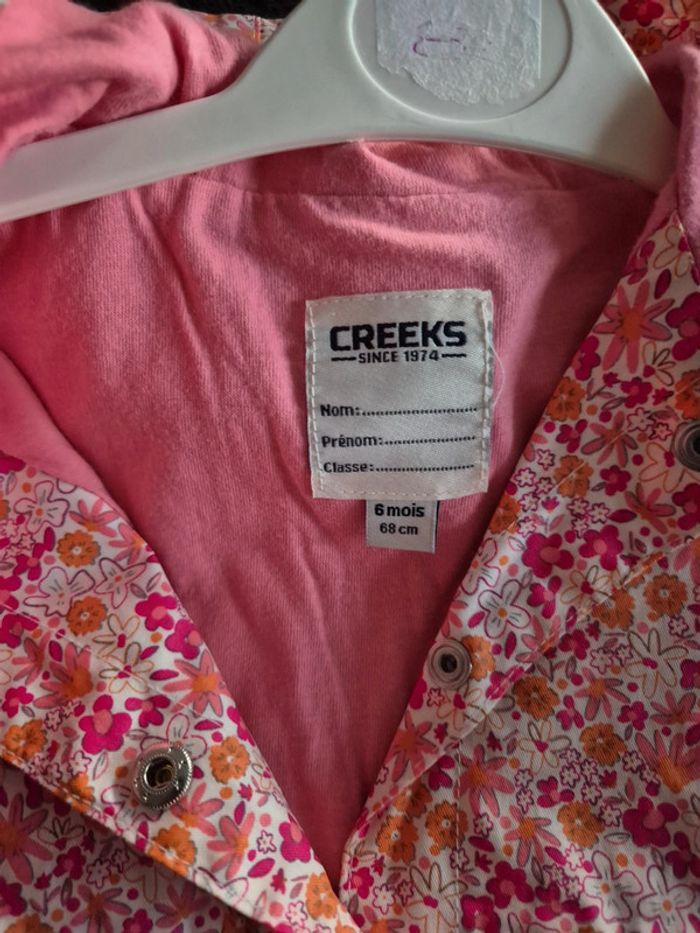 CREEKS
SINCE 1974
Nom:
Prénom:
Classe:
6 mois
68 cm